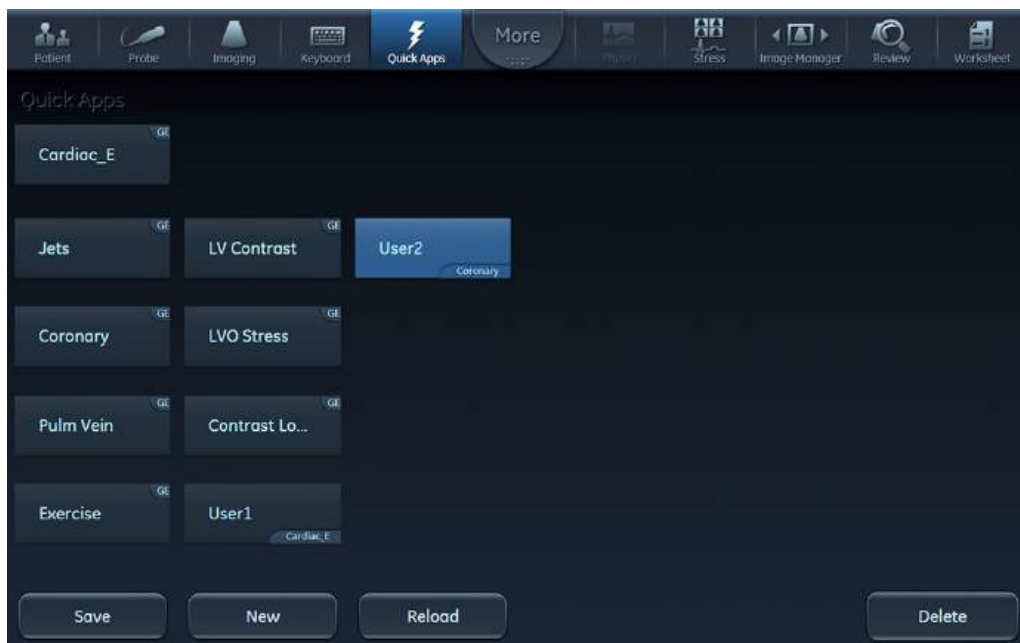 Patient
Probe
Imaging
Keyboard
Quick Apps
More
Physio
Stress
Image Manager
Review
Worksheet
Quick Apps
GE
Cardiac_E
GE
Jets
GE
LV Contrast
User2
Coronary
GE
Coronary
GE
LVO Stress
GE
Pulm Vein
GE
Contrast Lo...
GE
Exercise
User1
Cardiac_E
Save
New
Reload
Delete